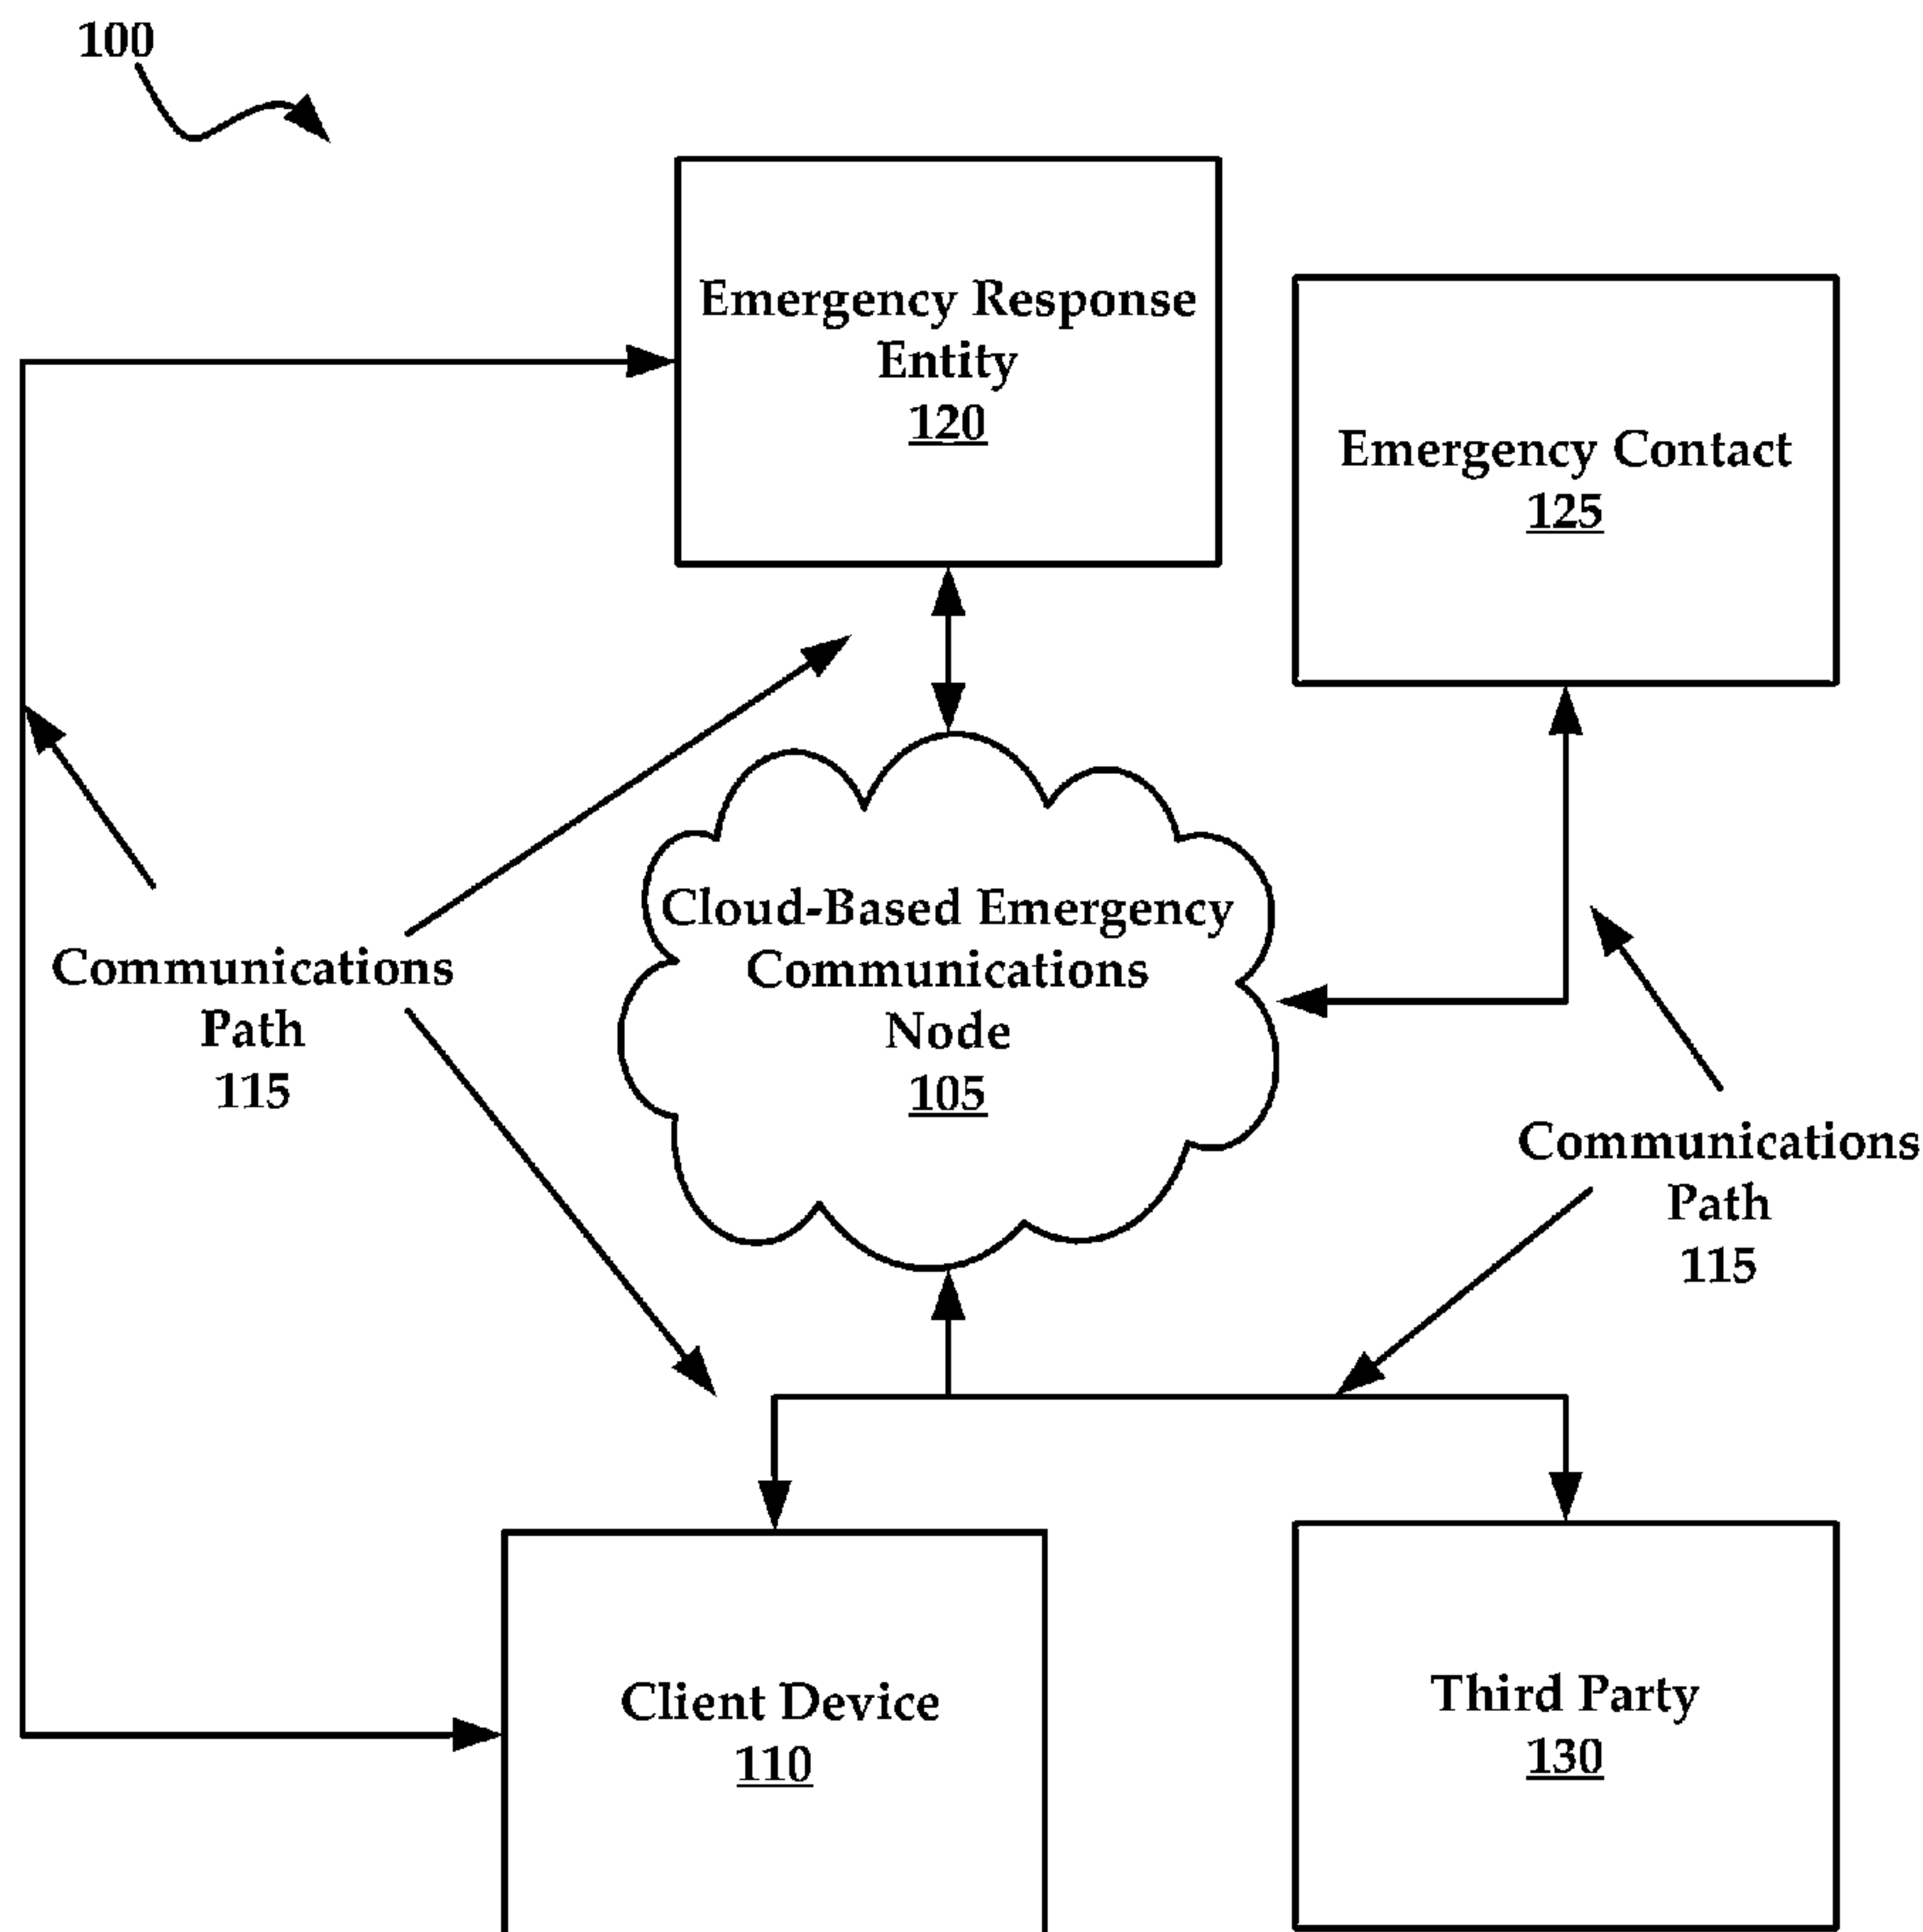 100
Emergency Response
Entity
120
Emergency Contact
125
Cloud-Based Emergency
Communications
Node
105
Communications
Path
115
Communications
Path
115
Client Device
110
Third Party
130